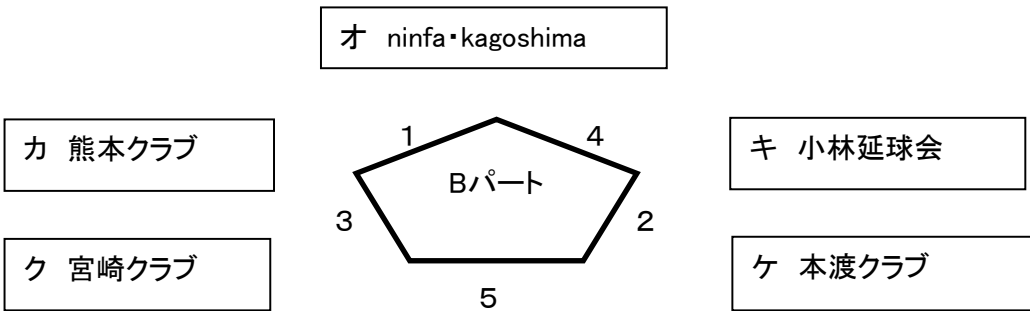 オ ninfa・kagoshima
カ 熊本クラブ
1
4
キ 小林延球会
Bパート
3
2
ク 宮崎クラブ
ケ 本渡クラブ
5